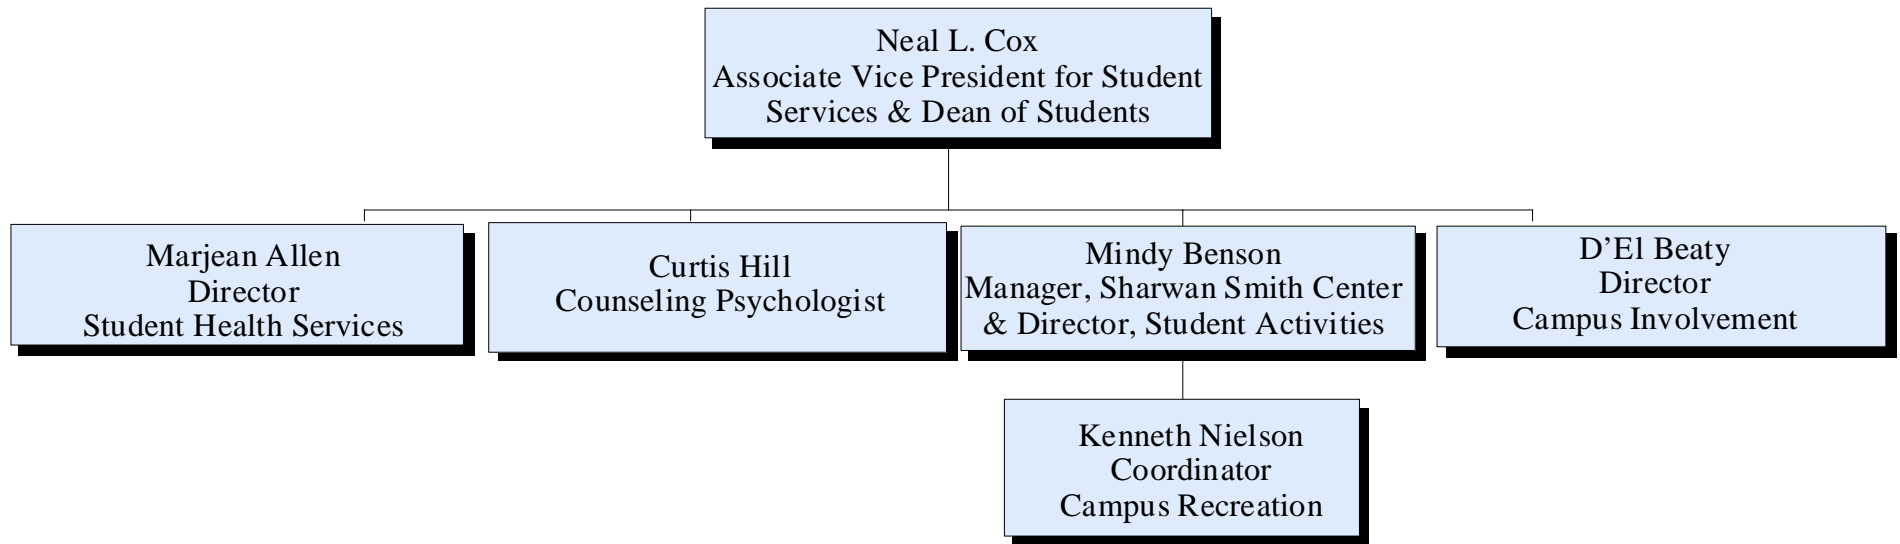 Neal L. Cox
Associate Vice President for Student
Services & Dean of Students
Marjean Allen
Director
Student Health Services
Curtis Hill
Counseling Psychologist
Mindy Benson
Manager, Sharwan Smith Center
& Director, Student Activities
D’El Beaty
Director
Campus Involvement
Kenneth Nielson
Coordinator
Campus Recreation